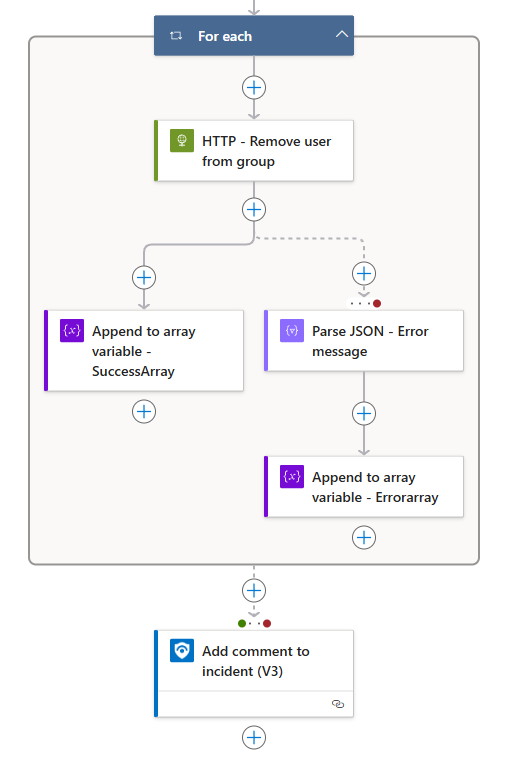 For each
HTTP - Remove user
from group
Append to array
variable -
SuccessArray
Parse JSON - Error
message
Append to array
variable - Errorarray
Add comment to
incident (V3)